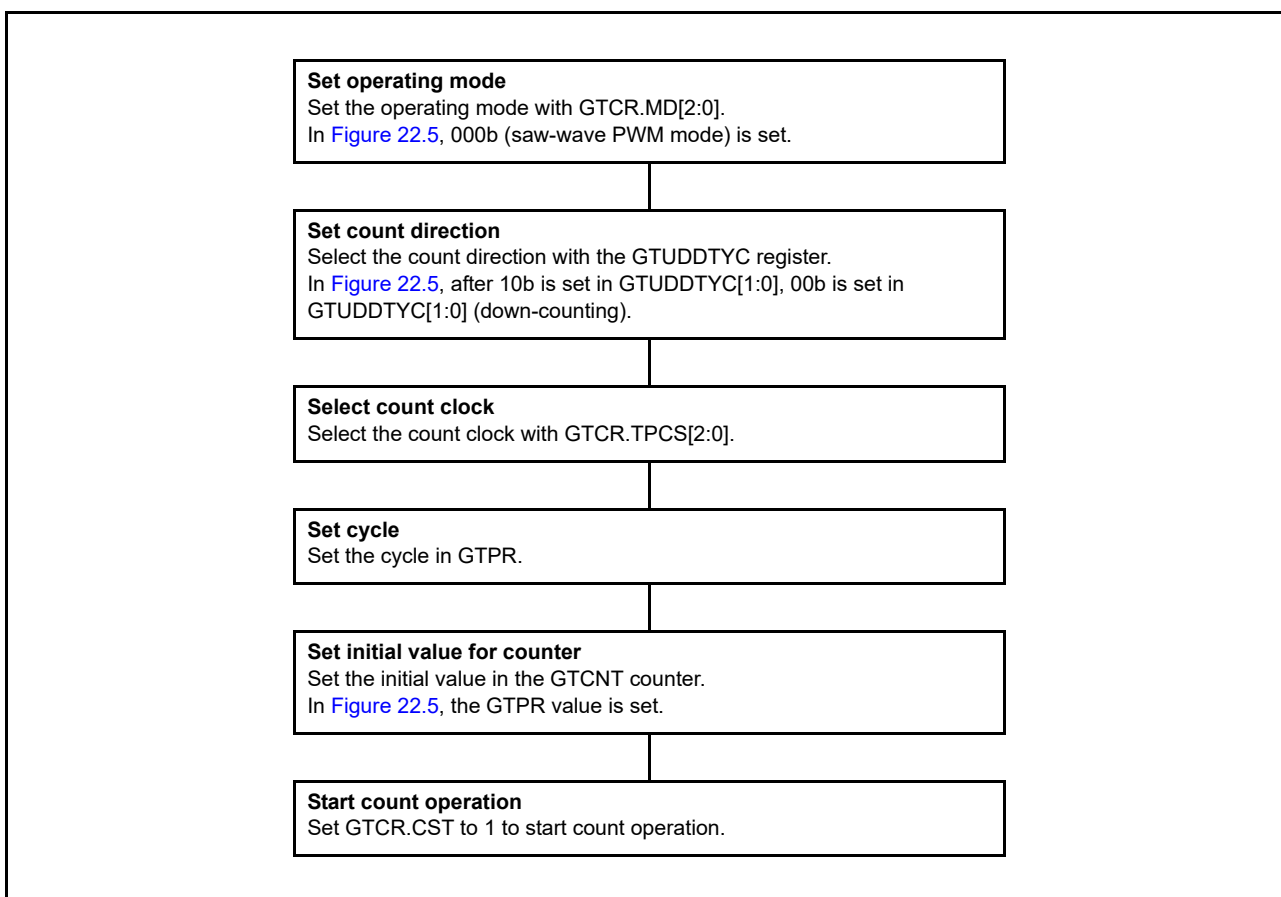 Set operating mode
Set the operating mode with GTCR.MD[2:0].
In Figure 22.5, 000b (saw-wave PWM mode) is set.
Set count direction
Select the count direction with the GTUDDTYC register.
In Figure 22.5, after 10b is set in GTUDDTYC[1:0], 00b is set in
GTUDDTYC[1:0] (down-counting).
Select count clock
Select the count clock with GTCR.TPCS[2:0].
Set cycle
Set the cycle in GTPR.
Set initial value for counter
Set the initial value in the GTCNT counter.
In Figure 22.5, the GTPR value is set.
Start count operation
Set GTCR.CST to 1 to start count operation.